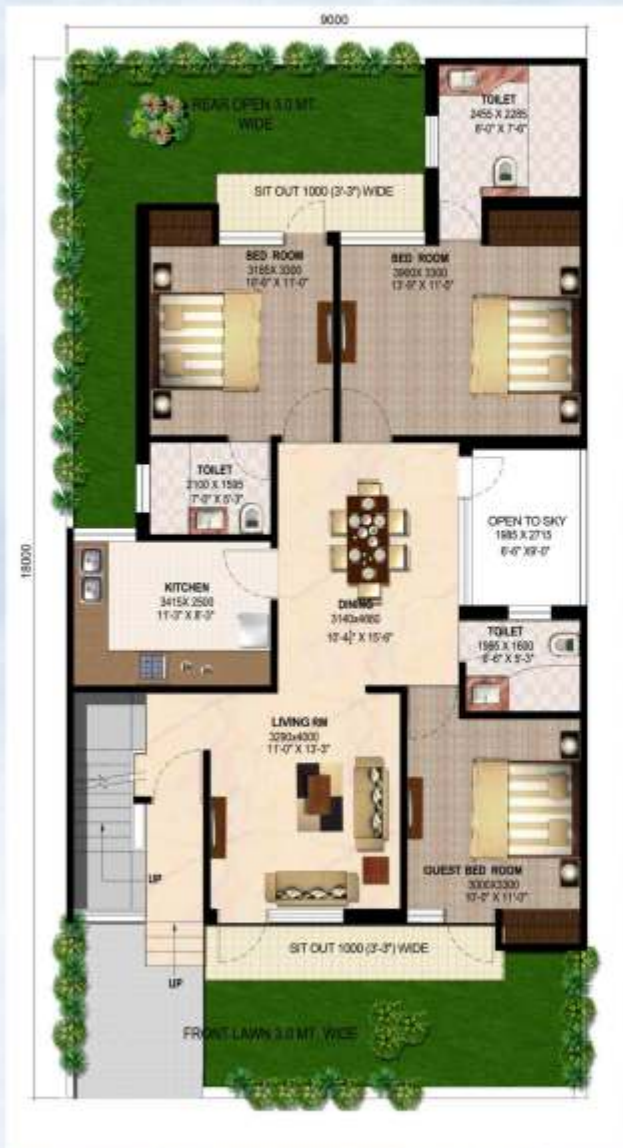 9000
18000
REAR OPEN 3.0 MT.
WIDE
TOILET
2455 X 2285
8'-0" X 7'-6"
SIT OUT 1000 (3'-3") WIDE
BED ROOM
3185X 3300
10'-6" X 11'-0"
BED ROOM
3960X 3300
13'-0" X 11'-0"
TOILET
2100 X 1595
7'-0" X 5'-3"
OPEN TO SKY
1985 X 2715
6'-6" X9'-0"
KITCHEN
3415X 2500
11'-3" X 8'-3"
DINING
10'-4½" X 15'-6"
TOILET
5'-3"
LIVING RM
3290x4000
11'-0" X 13'-3"
GUEST BED ROOM
3000X3300
10'-0" X 11'-0"
UP
SIT OUT 1000 (3'-3") WIDE
UP
FRONT LAWN 3.0 MT. WIDE